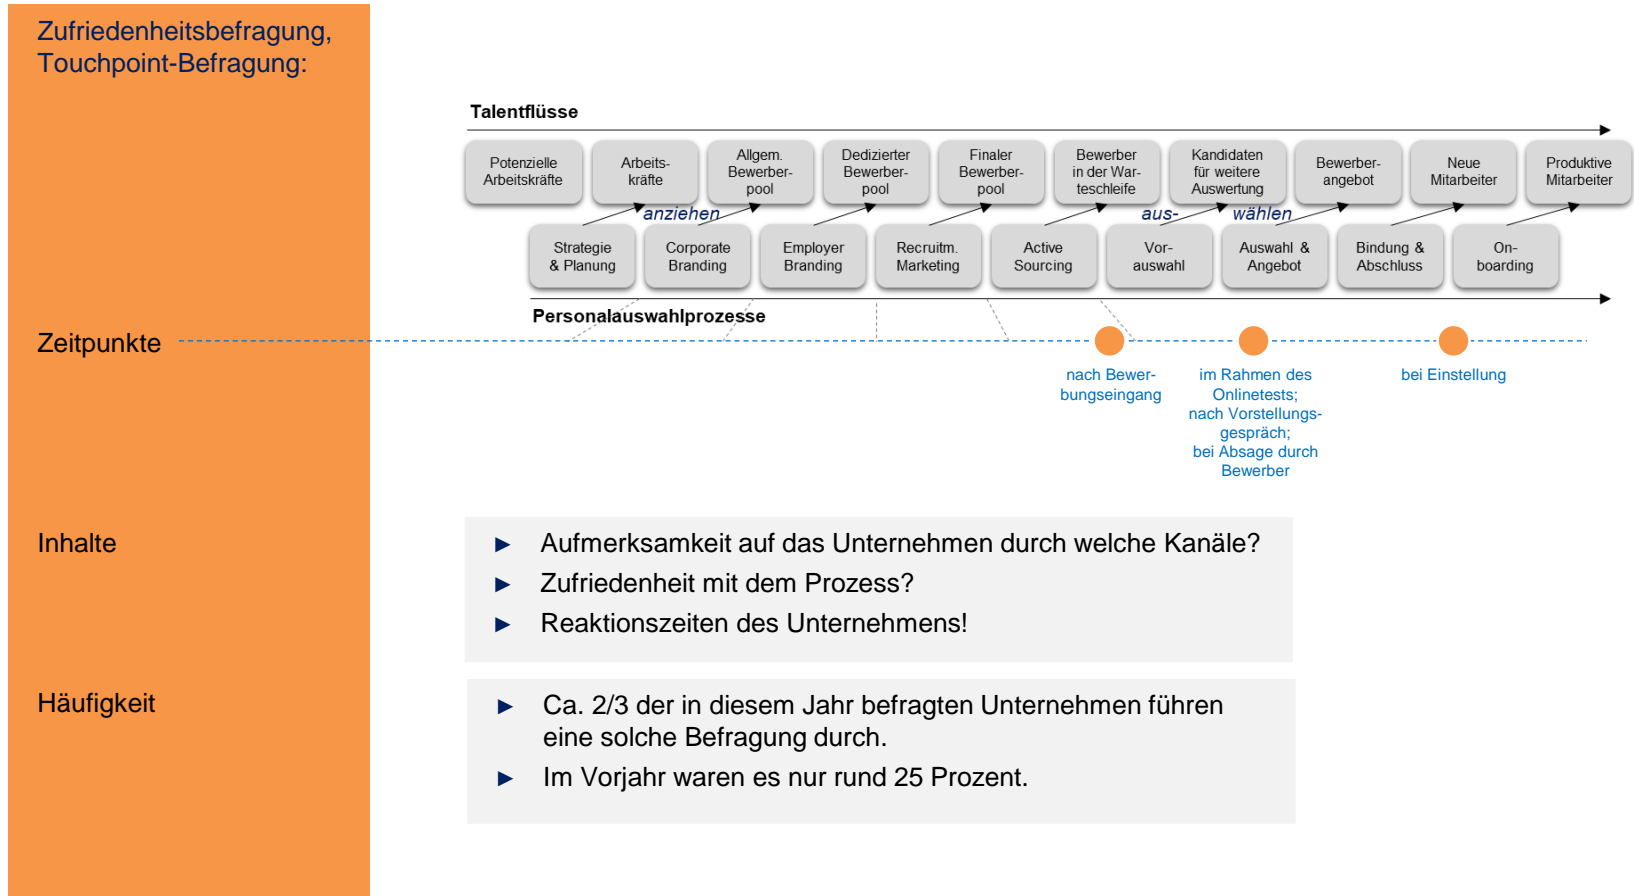 Zufriedenheitsbefragung,
Touchpoint-Befragung:
Talentflüsse
Potenzielle
Arbeitskräfte
Arbeits-
kräfte
Allgem.
Bewerber-
pool
Dedizierter
Bewerber-
pool
Finaler
Bewerber-
pool
Bewerber
in der War-
teschleife
Kandidaten
für weitere
Auswertung
Bewerber-
angebot
Neue
Mitarbeiter
Produktive
Mitarbeiter
anziehen
aus-
wählen
Strategie
& Planung
Corporate
Branding
Employer
Branding
Recruitm.
Marketing
Active
Sourcing
Vor-
auswahl
Auswahl &
Angebot
Bindung &
Abschluss
On-
boarding
Personalauswahlprozesse
Zeitpunkte
nach Bewer-
bungseingang
im Rahmen des
Onlinetests;
nach Vorstellungs-
gespräch;
bei Absage durch
Bewerber
bei Einstellung
Inhalte
► Aufmerksamkeit auf das Unternehmen durch welche Kanäle?
► Zufriedenheit mit dem Prozess?
► Reaktionszeiten des Unternehmens!
Häufigkeit
► Ca. 2/3 der in diesem Jahr befragten Unternehmen führen
eine solche Befragung durch.
► Im Vorjahr waren es nur rund 25 Prozent.